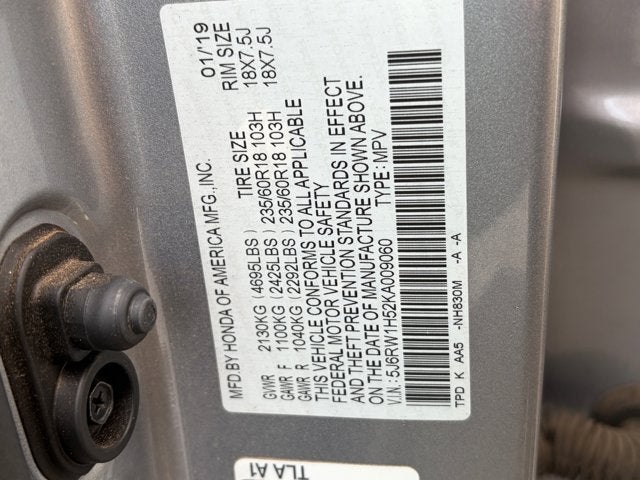 MFD.BY HONDA OF AMERICA MFG.,INC. 01/'19
TIRE SIZE RIM SIZE
GVWR 2130KG (4695LBS) 235/60R18 103H 18X7.5J
GAWR F 1100KG (2425LBS) 235/60R18 103H 18X7.5J
GAWR R 1040KG (2292LBS)
THIS VEHICLE CONFORMS TO ALL APPLICABLE
FEDERAL MOTOR VEHICLE SAFETY
AND THEFT PREVENTION STANDARDS IN EFFECT
ON THE DATE OF MANUFACTURE SHOWN ABOVE.
V.I.N.: 5J6RW1H52KA009060 TYPE: MPV
TPD K AA5 -NH830M -A -A
TLA A1